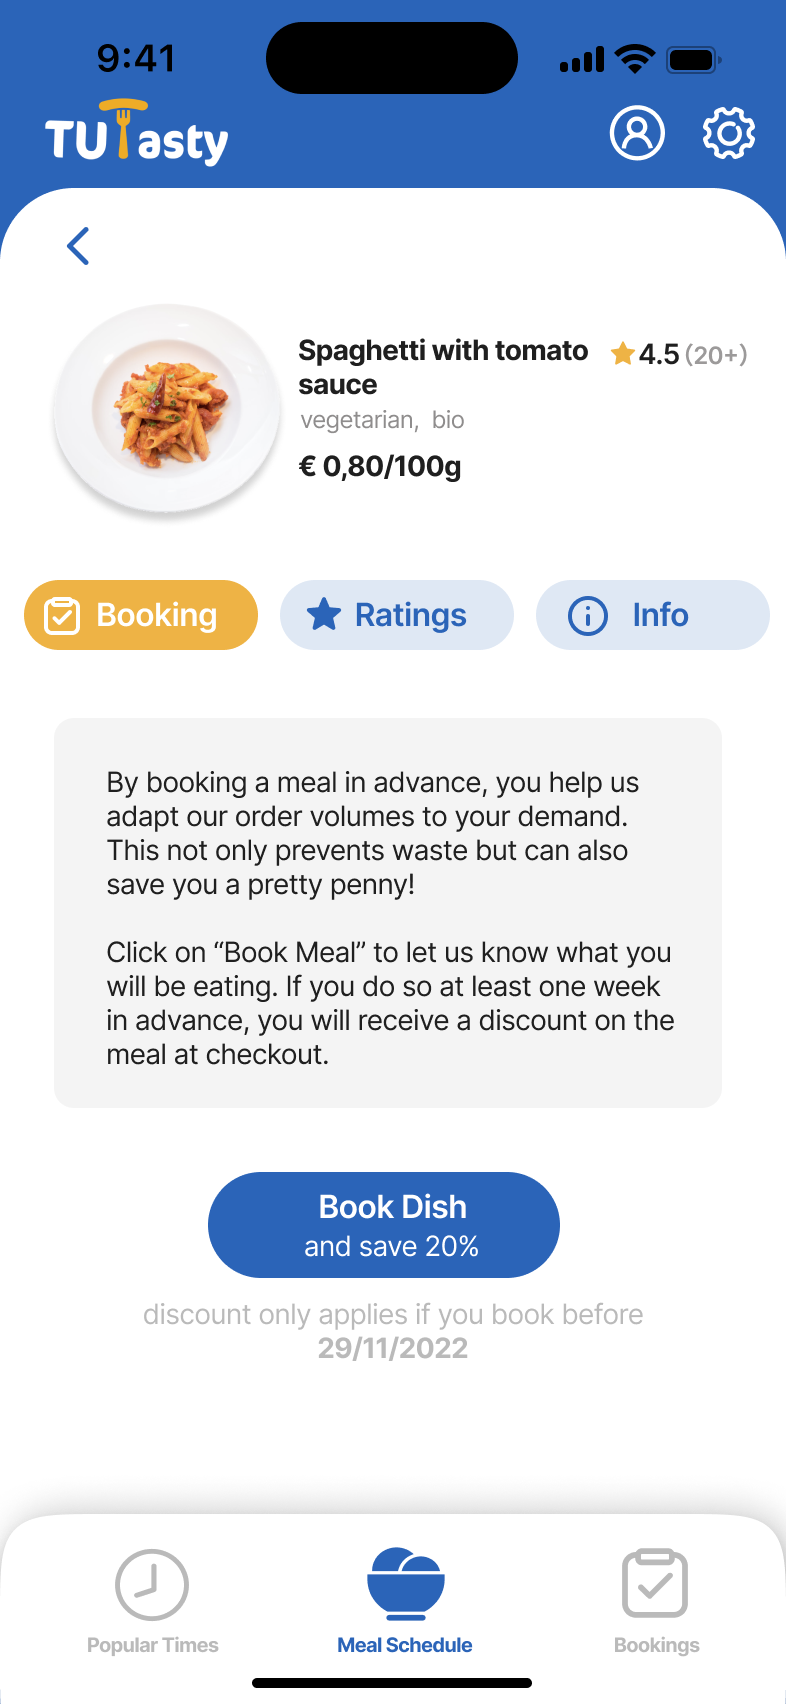 9:41
TUTasty
Spaghetti with tomato
sauce
4.5 (20+)
vegetarian, bio
€ 0,80/100g
Booking
Ratings
Info
By booking a meal in advance, you help us
adapt our order volumes to your demand.
This not only prevents waste but can also
save you a pretty penny!
Click on “Book Meal” to let us know what you
will be eating. If you do so at least one week
in advance, you will receive a discount on the
meal at checkout.
Book Dish
and save 20%
discount only applies if you book before
29/11/2022
Popular Times
Meal Schedule
Bookings